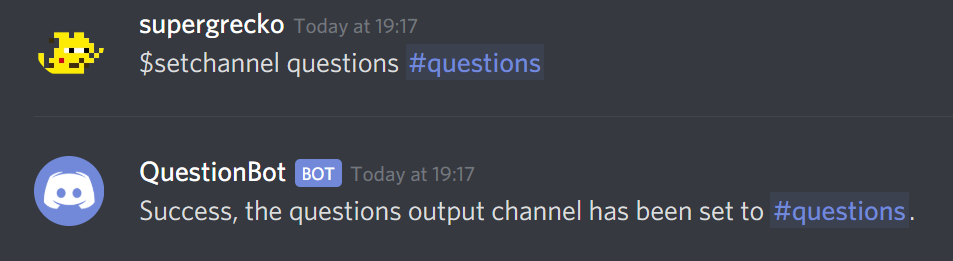 supergrecko Today at 19:17
$setchannel questions #questions
QuestionBot BOT Today at 19:17
Success, the questions output channel has been set to #questions.